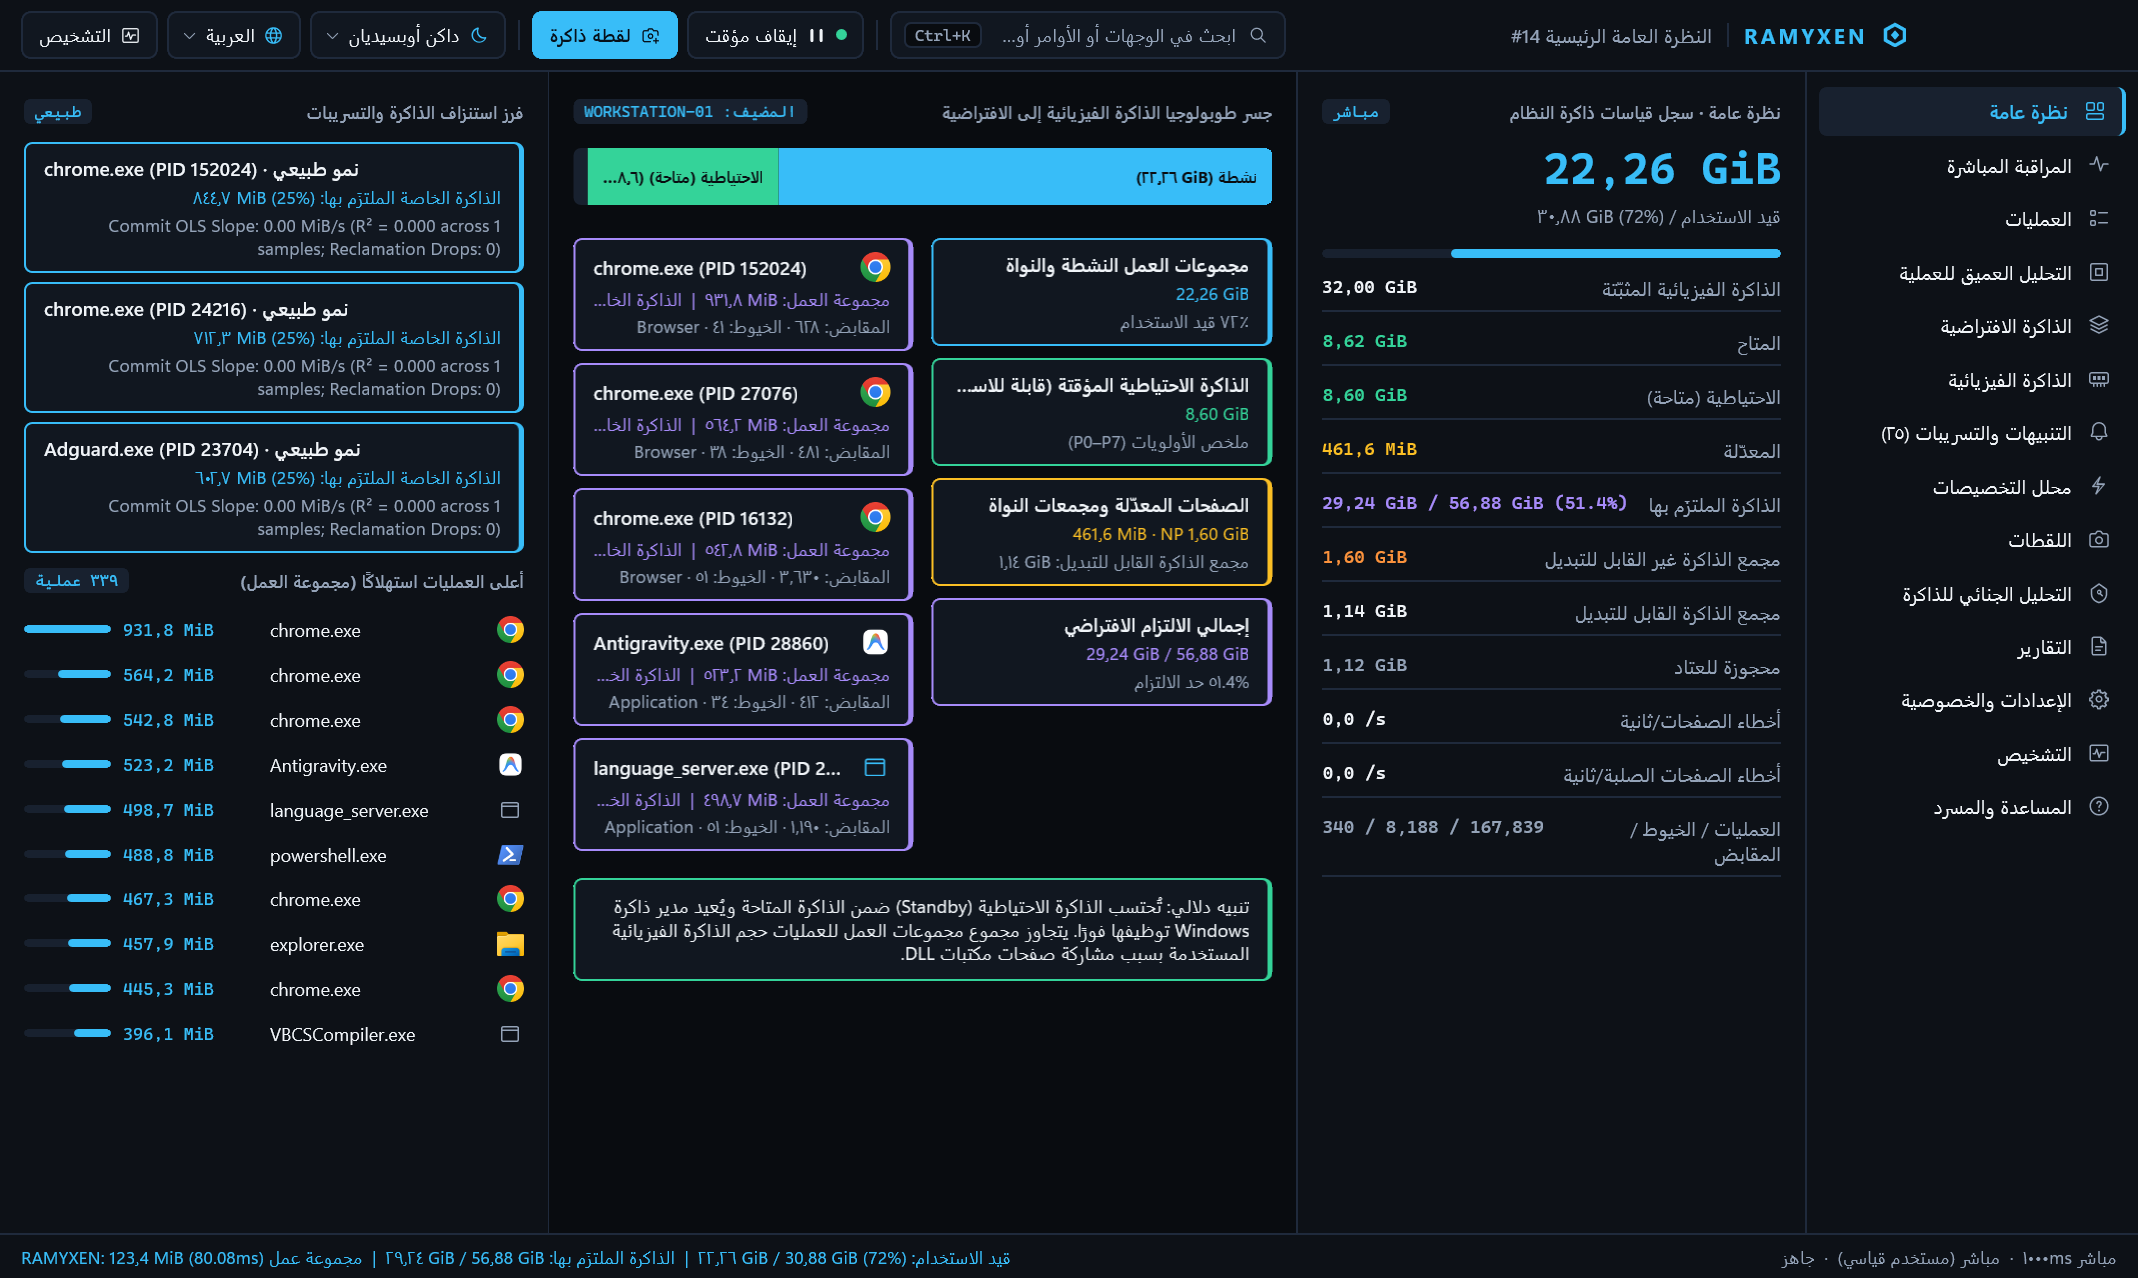 RAMYXEN
النظرة العامة الرئيسية #14
ابحث في الوجهات أو الأوامر أو...
Ctrl+K
إيقاف مؤقت
لقطة ذاكرة
داكن أوبسيديان
العربية
التشخيص
نظرة عامة
المراقبة المباشرة
العمليات
التحليل العميق للعملية
الذاكرة الافتراضية
الذاكرة الفيزيائية
التنبيهات والتسريبات (٢٥)
محلل التخصيصات
اللقطات
التحليل الجنائي للذاكرة
التقارير
الإعدادات والخصوصية
التشخيص
المساعدة والمسرد
نظرة عامة · سجل قياسات ذاكرة النظام
مباشر
22,26 GiB
قيد الاستخدام / ٣٠,٨٨ GiB (72%)
الذاكرة الفيزيائية المثبّتة 32,00 GiB
المتاح 8,62 GiB
الاحتياطية (متاحة) 8,60 GiB
المعدّلة 461,6 MiB
الذاكرة الملتزَم بها 29,24 GiB / 56,88 GiB (51.4%)
مجمع الذاكرة غير القابل للتبديل 1,60 GiB
مجمع الذاكرة القابل للتبديل 1,14 GiB
محجوزة للعتاد 1,12 GiB
أخطاء الصفحات/ثانية 0,0 /s
أخطاء الصفحات الصلبة/ثانية 0,0 /s
العمليات / الخيوط / 340 / 8,188 / 167,839
المقابض
جسر طوبولوجيا الذاكرة الفيزيائية إلى الافتراضية
المضيف: WORKSTATION-01
نشطة (٢٢,٢٦ GiB)
الاحتياطية (متاحة) (٨,٦...
مجموعات العمل النشطة والنواة
22,26 GiB
٧٢٪ قيد الاستخدام
الذاكرة الاحتياطية المؤقتة (قابلة للاسـ...
8,60 GiB
ملخص الأولويات (P0–P7)
الصفحات المعدّلة ومجمعات النواة
461,6 MiB · NP 1,60 GiB
مجمع الذاكرة القابل للتبديل: ١,١٤ GiB
إجمالي الالتزام الافتراضي
29,24 GiB / 56,88 GiB
٥١.4% حد الالتزام
chrome.exe (PID 152024)
مجموعة العمل: ٩٣١,٨ MiB | الذاكرة الخا...
المقابض: ٦٢٨ · الخيوط: ٤١ · Browser
chrome.exe (PID 27076)
مجموعة العمل: ٥٦٤,٢ MiB | الذاكرة الخا...
المقابض: ٤٨١ · الخيوط: ٣٨ · Browser
chrome.exe (PID 16132)
مجموعة العمل: ٥٤٢,٨ MiB | الذاكرة الخا...
المقابض: ٣,٦٣٠ · الخيوط: ٥١ · Browser
Antigravity.exe (PID 28860)
مجموعة العمل: ٥٢٣,٢ MiB | الذاكرة الخـ...
المقابض: ٤١٢ · الخيوط: ٣٤ · Application
language_server.exe (PID 2...
مجموعة العمل: ٤٩٨,٧ MiB | الذاكرة الخـ...
المقابض: ١,١٩٠ · الخيوط: ٥١ · Application
تنبيه دلالي: تُحتسب الذاكرة الاحتياطية (Standby) ضمن الذاكرة المتاحة ويُعيد مدير ذاكرة
Windows توظيفها فورًا. يتجاوز مجموع مجموعات العمل للعمليات حجم الذاكرة الفيزيائية
المستخدمة بسبب مشاركة صفحات مكتبات DLL.
فرز استنزاف الذاكرة والتسريبات
طبيعي
chrome.exe (PID 152024) · نمو طبيعي
الذاكرة الخاصة الملتزَم بها: ٨٤٤,٧ MiB (25%)
Commit OLS Slope: 0.00 MiB/s (R² = 0.000 across 1
samples; Reclamation Drops: 0)
chrome.exe (PID 24216) · نمو طبيعي
الذاكرة الخاصة الملتزَم بها: ٧١٢,٣ MiB (25%)
Commit OLS Slope: 0.00 MiB/s (R² = 0.000 across 1
samples; Reclamation Drops: 0)
Adguard.exe (PID 23704) · نمو طبيعي
الذاكرة الخاصة الملتزَم بها: ٦٠٢,٧ MiB (25%)
Commit OLS Slope: 0.00 MiB/s (R² = 0.000 across 1
samples; Reclamation Drops: 0)
أعلى العمليات استهلاكًا (مجموعة العمل)
٣٣٩ عملية
chrome.exe 931,8 MiB
chrome.exe 564,2 MiB
chrome.exe 542,8 MiB
Antigravity.exe 523,2 MiB
language_server.exe 498,7 MiB
powershell.exe 488,8 MiB
chrome.exe 467,3 MiB
explorer.exe 457,9 MiB
chrome.exe 445,3 MiB
VBCSCompiler.exe 396,1 MiB
مباشر ١٠٠٠ms · مباشر (مستخدم قياسي) · جاهز
قيد الاستخدام: ٢٢,٢٦ GiB / 30,88 GiB (72%) | الذاكرة الملتزَم بها: ٢٩,٢٤ GiB / 56,88 GiB | مجموعة عمل RAMYXEN: 123,4 MiB (80.08ms)